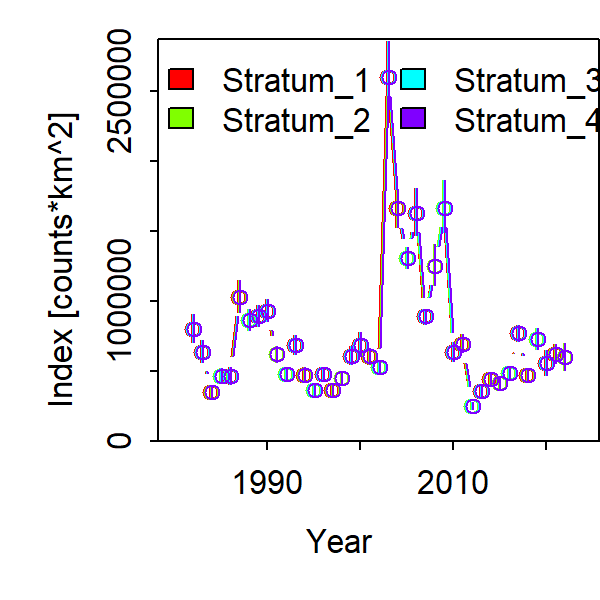 Stratum_1
Stratum_2
Stratum_3
Stratum_4
Index [counts*km^2]
2500000
1000000
0
1990
2010
Year